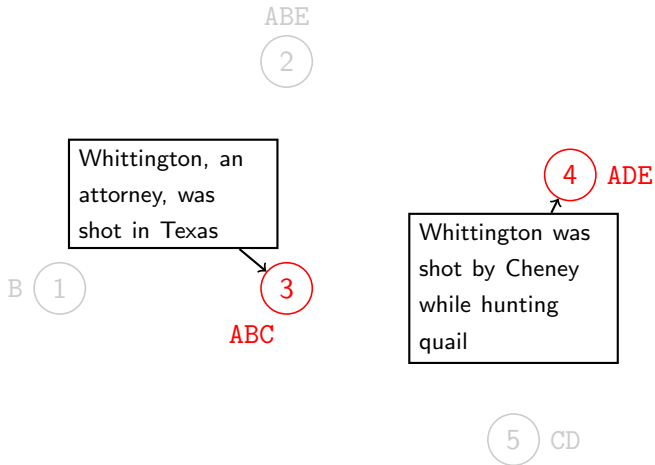 ABE
2
Whittington, an
attorney, was
shot in Texas
4 ADE
Whittington was
shot by Cheney
while hunting
quail
B 1
3
ABC
5 CD